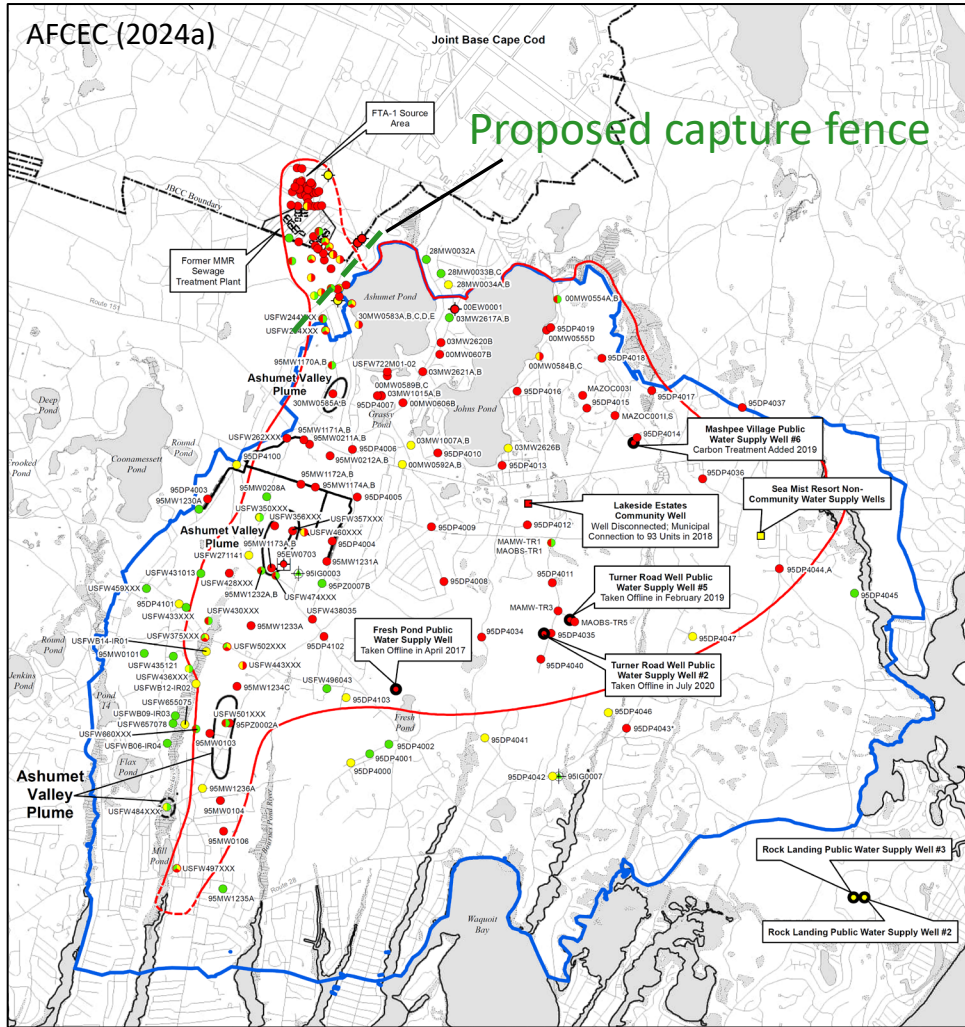 AFCEC (2024a)
Joint Base Cape Cod
FTA-1 Source
Area
Proposed capture fence
JBCC Boundary
Former MMR
Sewage
Treatment Plant
Route 151
Ashumet Pond
28MW0032A
28MW0033B,C
28MW0034A,B
00EW0001
03MW2617A,B
00MW0554A,B
30MW0583A,B,C,D,E
USFW244XXX
95DP4019
00MW0555D
03MW2620B
00MW0607B
95MW1170A,B
USFW722M01-02
03MW2621A,B
00MW0584B,C
95DP4018
Ashumet Valley
Plume
00MW0589B,C
30MW0585A,B
95DP4007
03MW1015A,B
00MW0606B
Grassy
Pond
Johns Pond
95DP4016
MAZOC003I
95DP4015
MAZOC001I,S
95DP4017
95DP4037
Deep
Pond
Round
Pond
Coonamessett
Pond
Crooked Pond
USFW262XXX
95MW1171A,B
95MW0211A,B
95DP4006
95MW0212A,B
03MW1007A,B
95DP4010
00MW0592A,B
03MW2626B
95DP4013
95DP4014
Mashpee Village Public
Water Supply Well #6
Carbon Treatment Added 2019
95DP4100
95MW1172A,B
95MW1174A,B
95DP4005
95DP4036
Sea Mist Resort Non-
Community Water Supply Wells
95DP4003
95MW1230A
95MW0208A
USFW350XXX
USFW356XXX
USFW357XXX
USFW460XXX
95DP4009
95DP4012
Lakeside Estates
Community Well
Well Disconnected; Municipal
Connection to 93 Units in 2018
Ashumet Valley
Plume
95MW1173A,B
95DP4004
95EW0703
95MW1231A
USFW271141
MAMW-TR1
MAOBS-TR1
USFW431013
USFW428XXX
95IG0003
95PZ0007B
95DP4008
95DP4011
95DP4044,A
USFW459XXX
95MW1232A,B
USFW474XXX
Turner Road Well Public
Water Supply Well #5
Taken Offline in February 2019
95DP4045
95DP4101
USFW433XXX
USFW430XXX
USFW438035
MAMW-TR3
MAOBS-TR5
USFW375XXX
95MW1233A
95DP4102
95DP4034
95DP4035
95DP4047
Fresh Pond Public
Water Supply Well
Taken Offline in April 2017
Round
Pond
USFWB14-IR01
USFW502XXX
95MW0101
USFW435121
USFW443XXX
95DP4040
Turner Road Well Public
Water Supply Well #2
Taken Offline in July 2020
Jenkins
Pond
USFW436XXX
USFWB12-IR02
95MW1234C
USFW496043
95DP4103
Pond
14
USFW655075
USFWB09-IR03
USFW657078
USFW660XXX
USFWB06-IR04
USFW501XXX
95PZ0002A
95MW0103
Fresh
Pond
95DP4046
95DP4043*
95DP4002
95DP4001
95DP4000
95DP4041
95DP4042
95IG0007
Flax
Pond
Ashumet
Valley
Plume
95MW1236A
USFW484XXX
95MW0104
95MW0106
Mill
Pond
USFW497XXX
95MW1235A
Route 28
Bournes Pond River
Waquoit
Bay
Rock Landing Public Water Supply Well #3
Rock Landing Public Water Supply Well #2